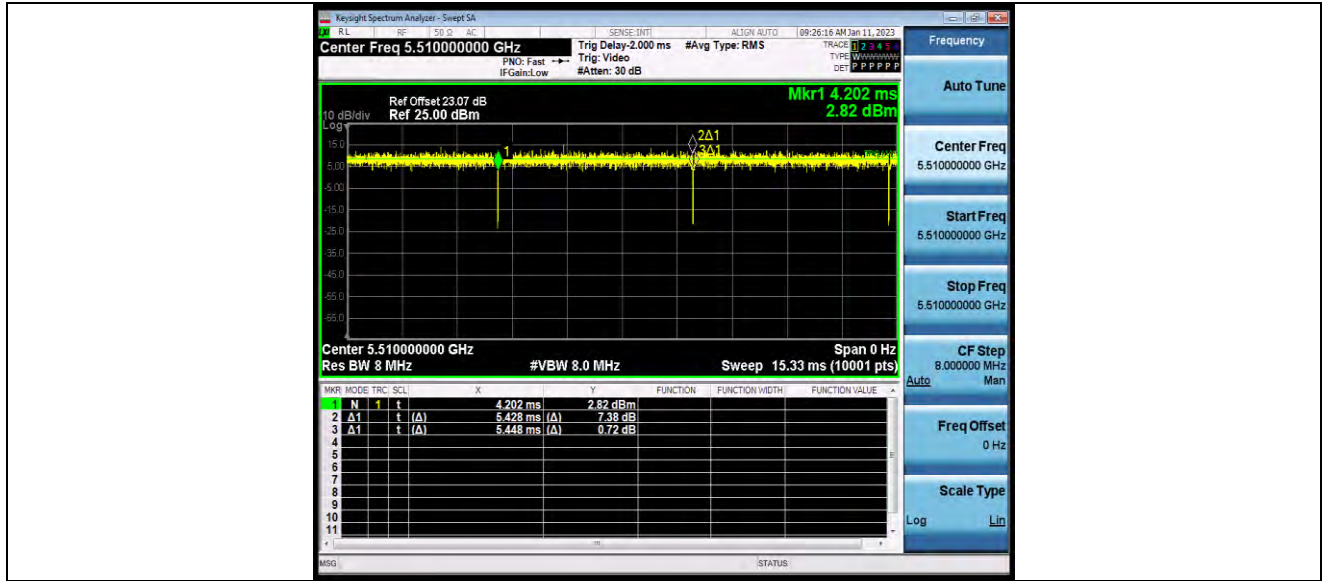 Keysight Spectrum Analyzer - Swept SA
RL RF 50 Ω AC SENSE:INT ALIGN AUTO 09:26:16 AM Jan 11, 2023
Center Freq 5.510000000 GHz
PNO: Fast
IFGain:Low
Trig Delay-2.000 ms
Trig: Video
#Atten: 30 dB
#Avg Type: RMS
TRACE 1 2 3 4 5 6
TYPE WWWWWW
DET P P P P P P
Mkr1 4.202 ms
2.82 dBm
Ref Offset 23.07 dB
10 dB/div Ref 25.00 dBm
Log
15.0
5.00
-5.00
-15.0
-25.0
-35.0
-45.0
-55.0
-65.0
1
2Δ1
3Δ1
Center 5.510000000 GHz Span 0 Hz
Res BW 8 MHz #VBW 8.0 MHz Sweep 15.33 ms (10001 pts)
MKR MODE TRC SCL X Y FUNCTION FUNCTION WIDTH FUNCTION VALUE
1 N 1 t 4.202 ms 2.82 dBm
2 Δ1 t (Δ) 5.428 ms (Δ) 7.38 dB
3 Δ1 t (Δ) 5.448 ms (Δ) 0.72 dB
4
5
6
7
8
9
10
11
MSG STATUS
Frequency
Auto Tune
Center Freq
5.510000000 GHz
Start Freq
5.510000000 GHz
Stop Freq
5.510000000 GHz
CF Step
8.000000 MHz
Auto Man
Freq Offset
0 Hz
Scale Type
Log Lin